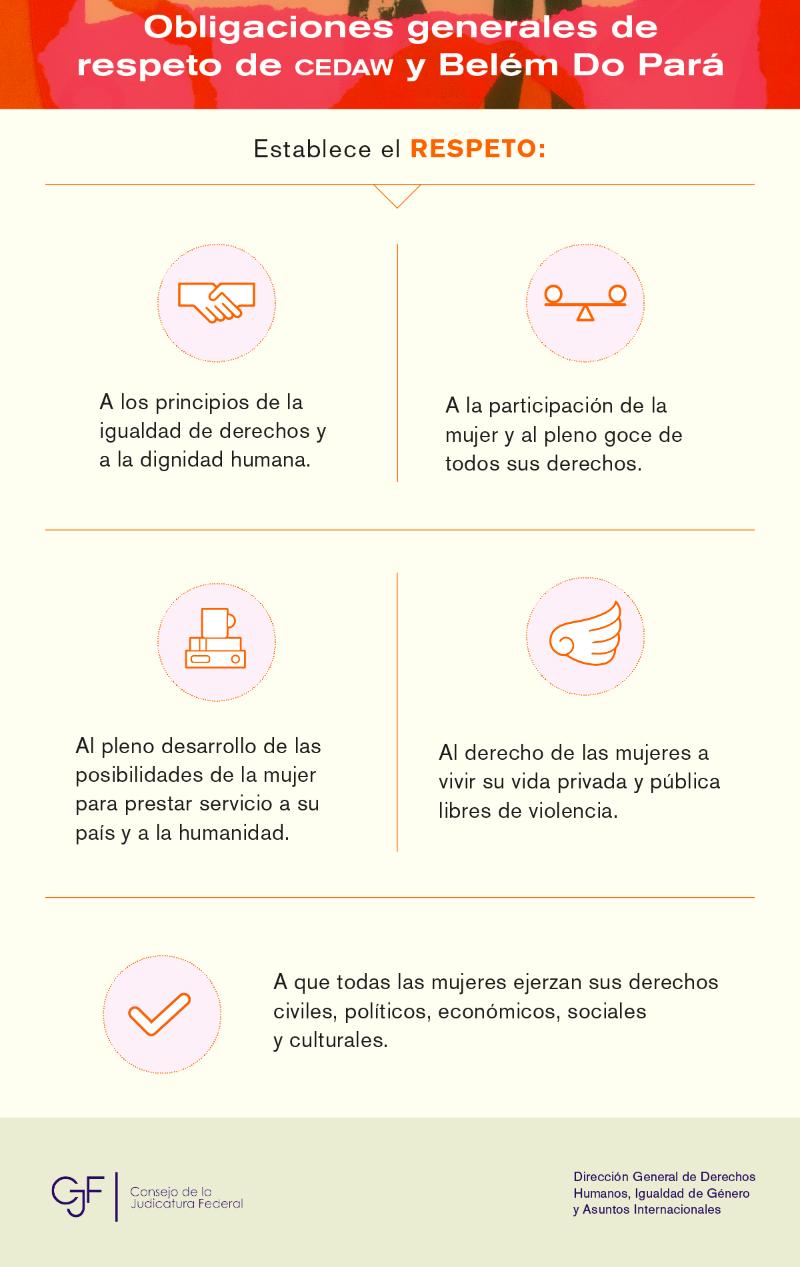 Obligaciones generales de
respeto de CEDAW y Belém Do Pará
Establece el RESPETO:
A los principios de la
igualdad de derechos y
a la dignidad humana.
A la participación de la
mujer y al pleno goce de
todos sus derechos.
Al pleno desarrollo de las
posibilidades de la mujer
para prestar servicio a su
país y a la humanidad.
Al derecho de las mujeres a
vivir su vida privada y pública
libres de violencia.
A que todas las mujeres ejerzan sus derechos
civiles, políticos, económicos, sociales
y culturales.
CJF
Consejo de la
Judicatura Federal
Dirección General de Derechos
Humanos, Igualdad de Género
y Asuntos Internacionales